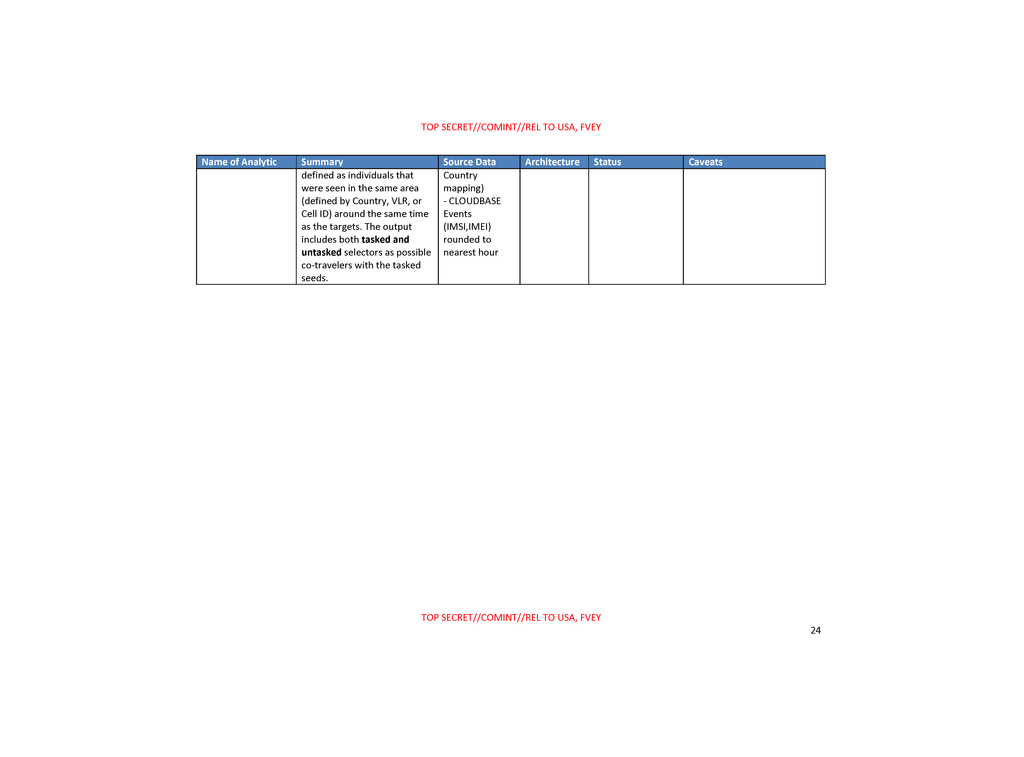 TOP SECRET//COMINT//REL TO USA, FVEY
Name of Analytic Summary Source Data Architecture Status Caveats
defined as individuals that
were seen in the same area
(defined by Country, VLR, or
Cell ID) around the same time
as the targets. The output
includes both tasked and
untasked selectors as possible
co-travelers with the tasked
seeds.
Country
mapping)
- CLOUDBASE
Events
(IMSI,IMEI)
rounded to
nearest hour
TOP SECRET//COMINT//REL TO USA, FVEY
24